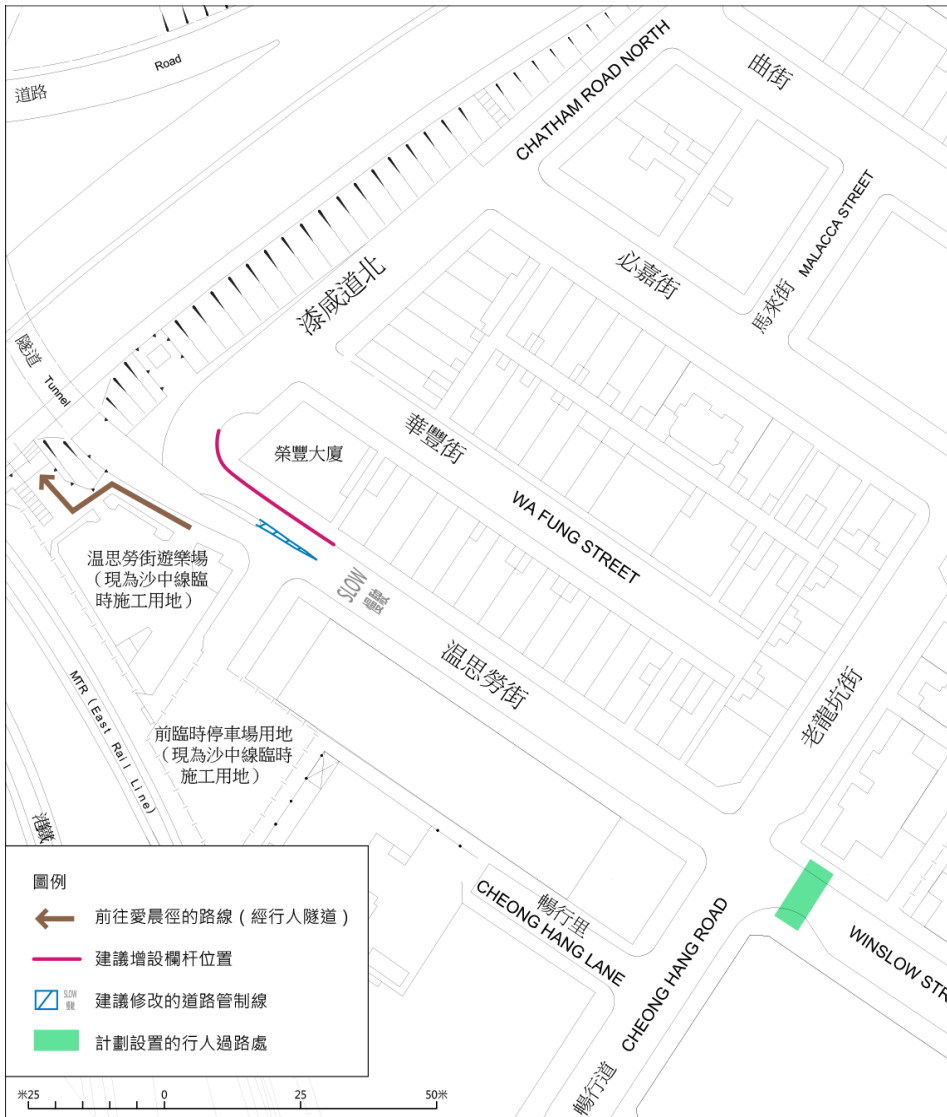 Road
道路
CHATHAM ROAD NORTH
曲街
MALACCA STREET
馬來街
必嘉街
漆咸道北
隧道 Tunnel
榮豐大廈
華豐街
WA FUNG STREET
温思勞街遊樂場
(現為沙中線臨
時施工用地)
SLOW
慢駛
温思勞街
老龍坑街
MTR (East Rail Line)
港鐵
前臨時停車場用地
(現為沙中線臨時
施工用地)
暢行里
CHEONG HANG LANE
CHEONG HANG ROAD
暢行道
WINSLOW STR
圖例
前往愛晨徑的路線(經行人隧道)
建議增設欄杆位置
SLOW
慢駛
建議修改的道路管制線
計劃設置的行人過路處
米25 0 25 50米